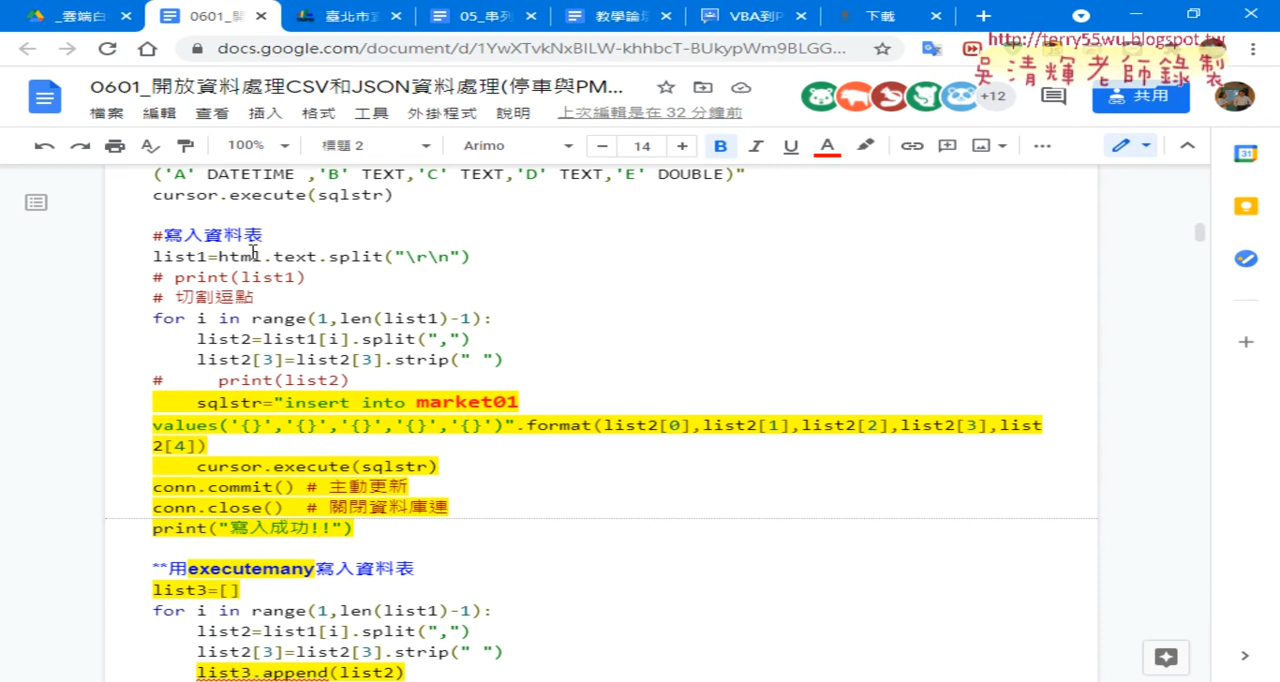 _雲端白
0601_開
臺北市
05_串列
教學論壇
VBA到P
下載
docs.google.com/document/d/1YwXTvkNxBILW-khhbcT-BUkypWm9BLGG...
http://terry55.wu.blogspot.tw
吳清輝老師錄製
0601_開放資料處理CSV和JSON資料處理(停車與PM...
+12
共用
檔案 編輯 查看 插入 格式 工具 外掛程式 說明 上次編輯是在 32 分鐘前
100% 標題 2 Arimo 14 B I U A
31
('A' DATETIME ,'B' TEXT,'C' TEXT,'D' TEXT,'E' DOUBLE)"
cursor.execute(sqlstr)
#寫入資料表
list1=html.text.split("\r\n")
# print(list1)
# 切割逗點
for i in range(1,len(list1)-1):
list2=list1[i].split(",")
list2[3]=list2[3].strip(" ")
# print(list2)
sqlstr="insert into market01
values('{}','{}','{}','{}','{}')".format(list2[0],list2[1],list2[2],list2[3],list
2[4])
cursor.execute(sqlstr)
conn.commit() # 主動更新
conn.close() # 關閉資料庫連
print("寫入成功!!")
**用executemany寫入資料表
list3=[]
for i in range(1,len(list1)-1):
list2=list1[i].split(",")
list2[3]=list2[3].strip(" ")
list3.append(list2)